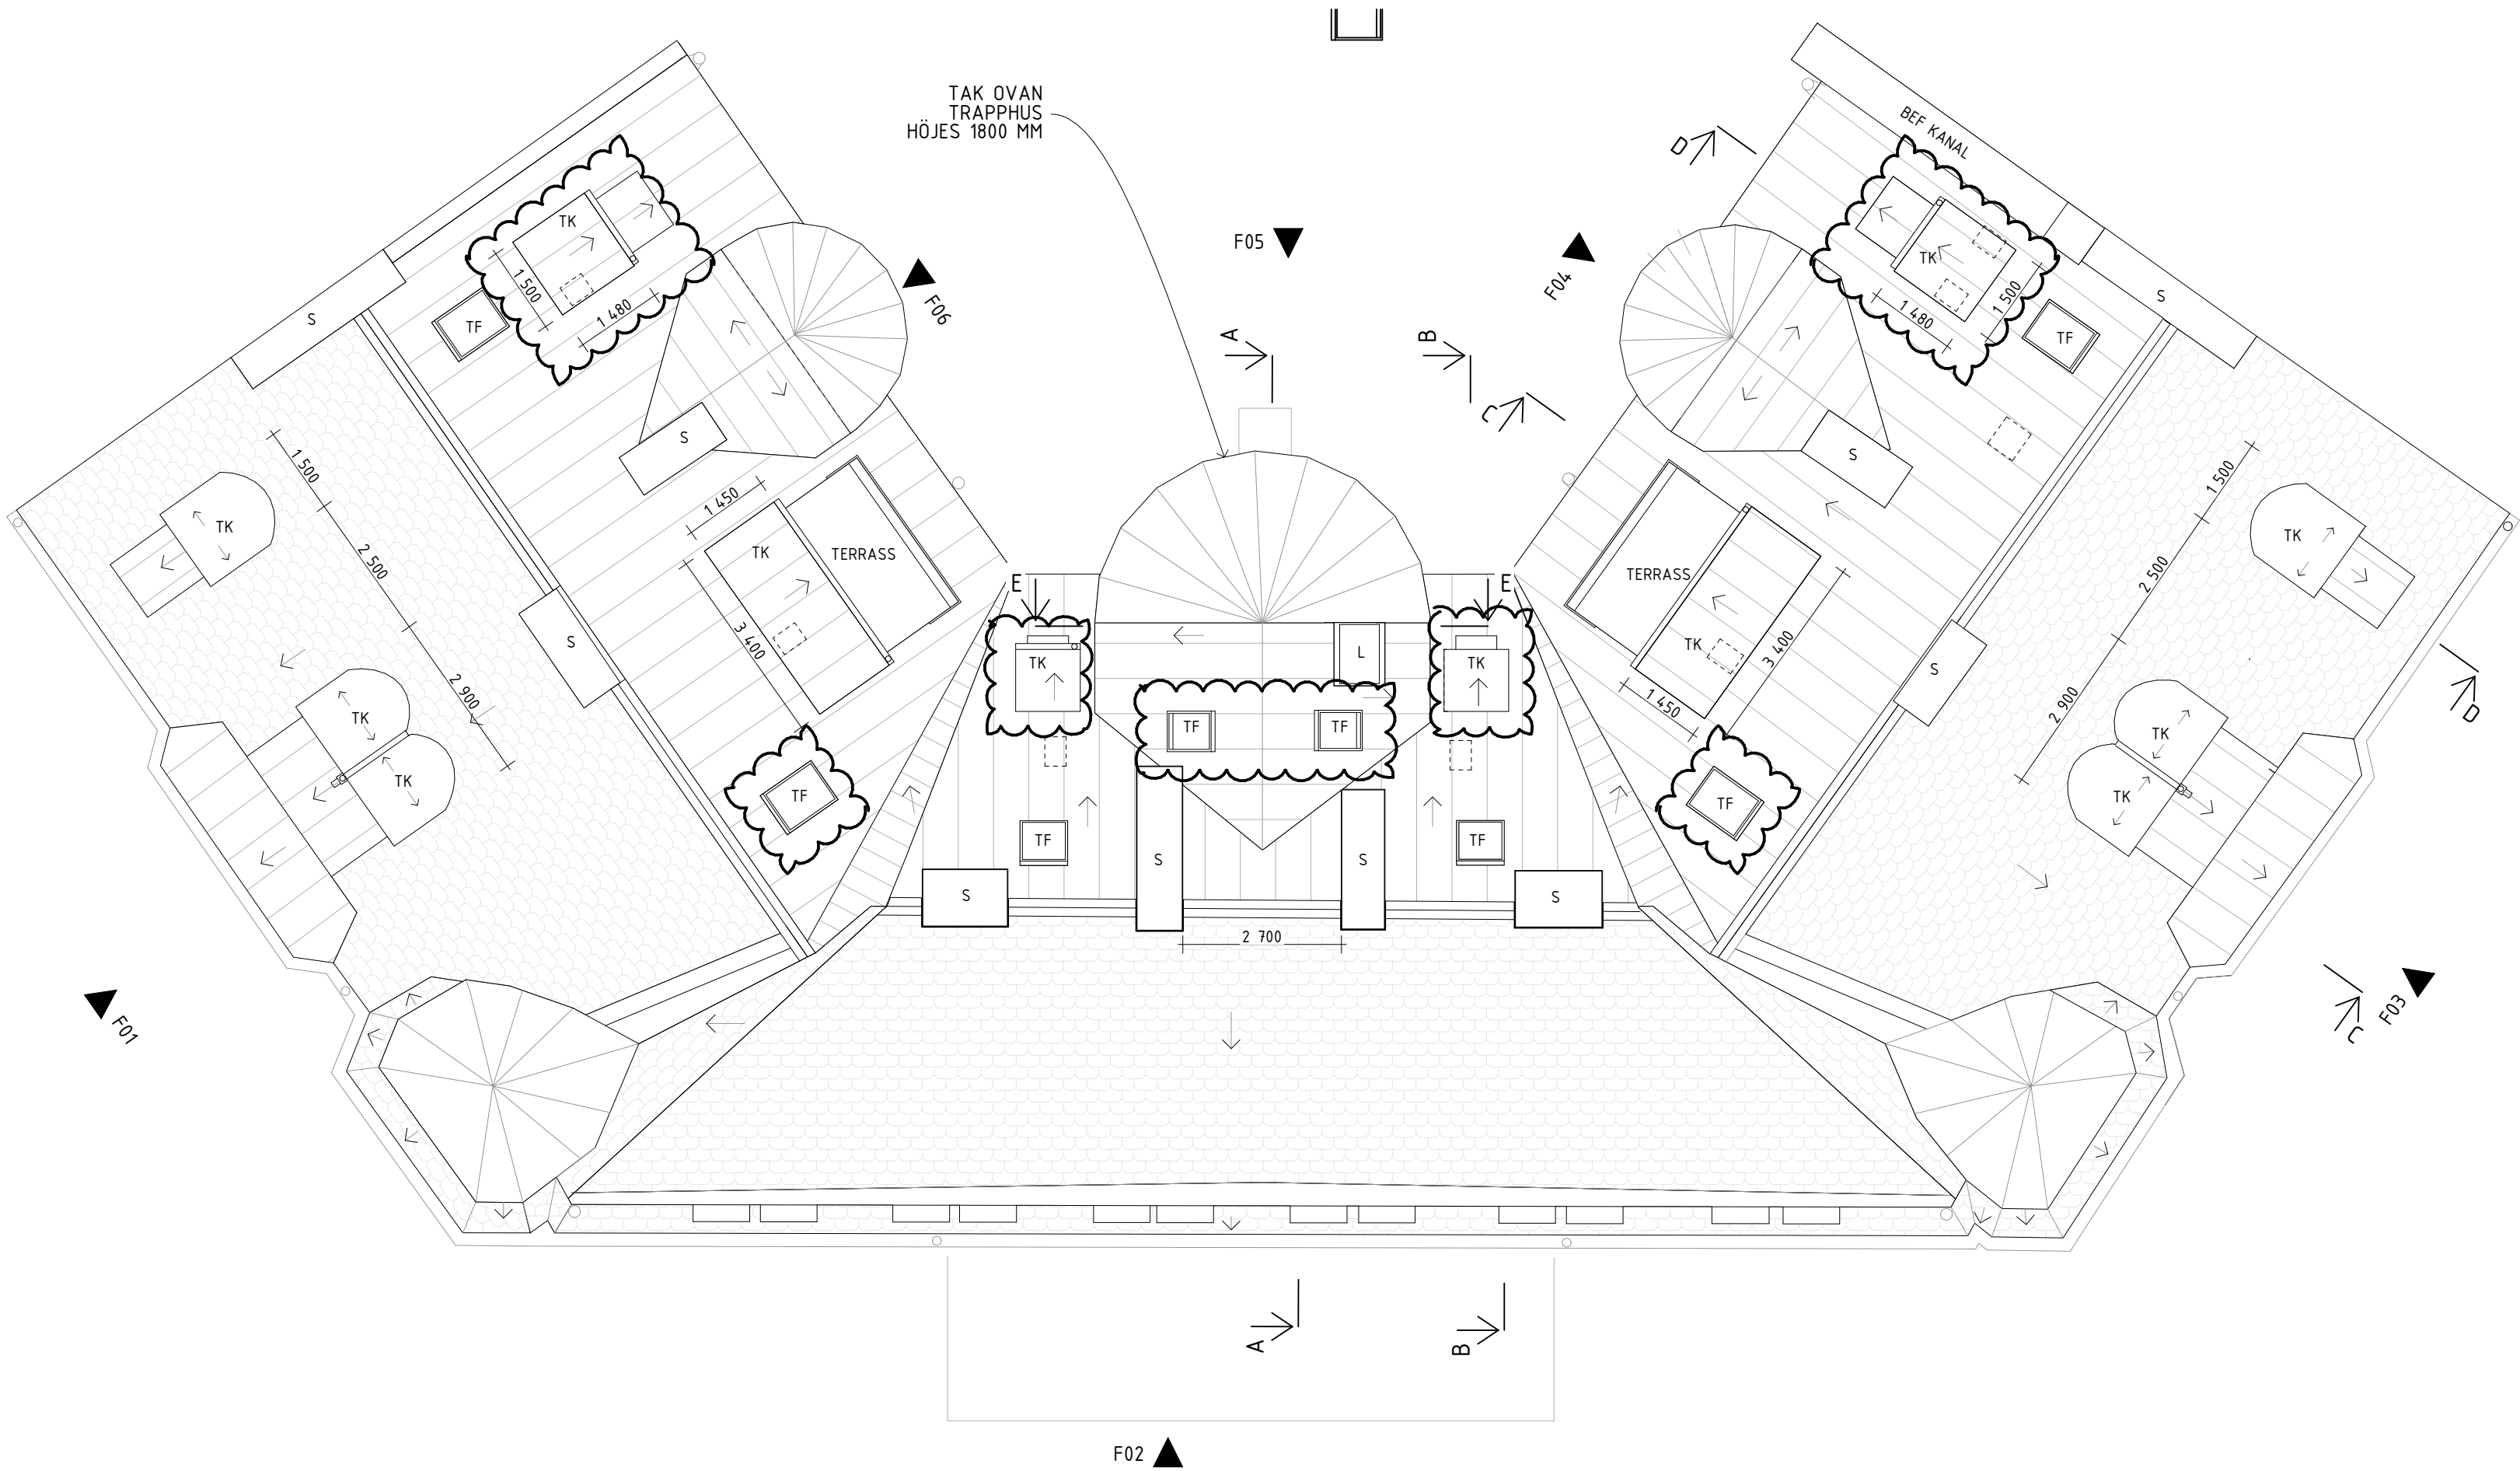 TAK OVAN
TRAPPHUS
HÖJES 1800 MM
BEF KANAL
D
F05
F04
F06
TK
1 500
1 480
TF
S
S
TK
1 500
1 480
TF
S
S
A
B
C
1 500
2 500
2 900
TK
TK
TK
S
1 450
3 400
TK
TERRASS
TF
E
E
TK
L
TK
TF
TF
TF
TF
S
S
S
S
2 700
TERRASS
TK
3 400
1 450
TF
S
1 500
2 500
2 900
TK
TK
TK
D
C
F03
F01
A
B
F02